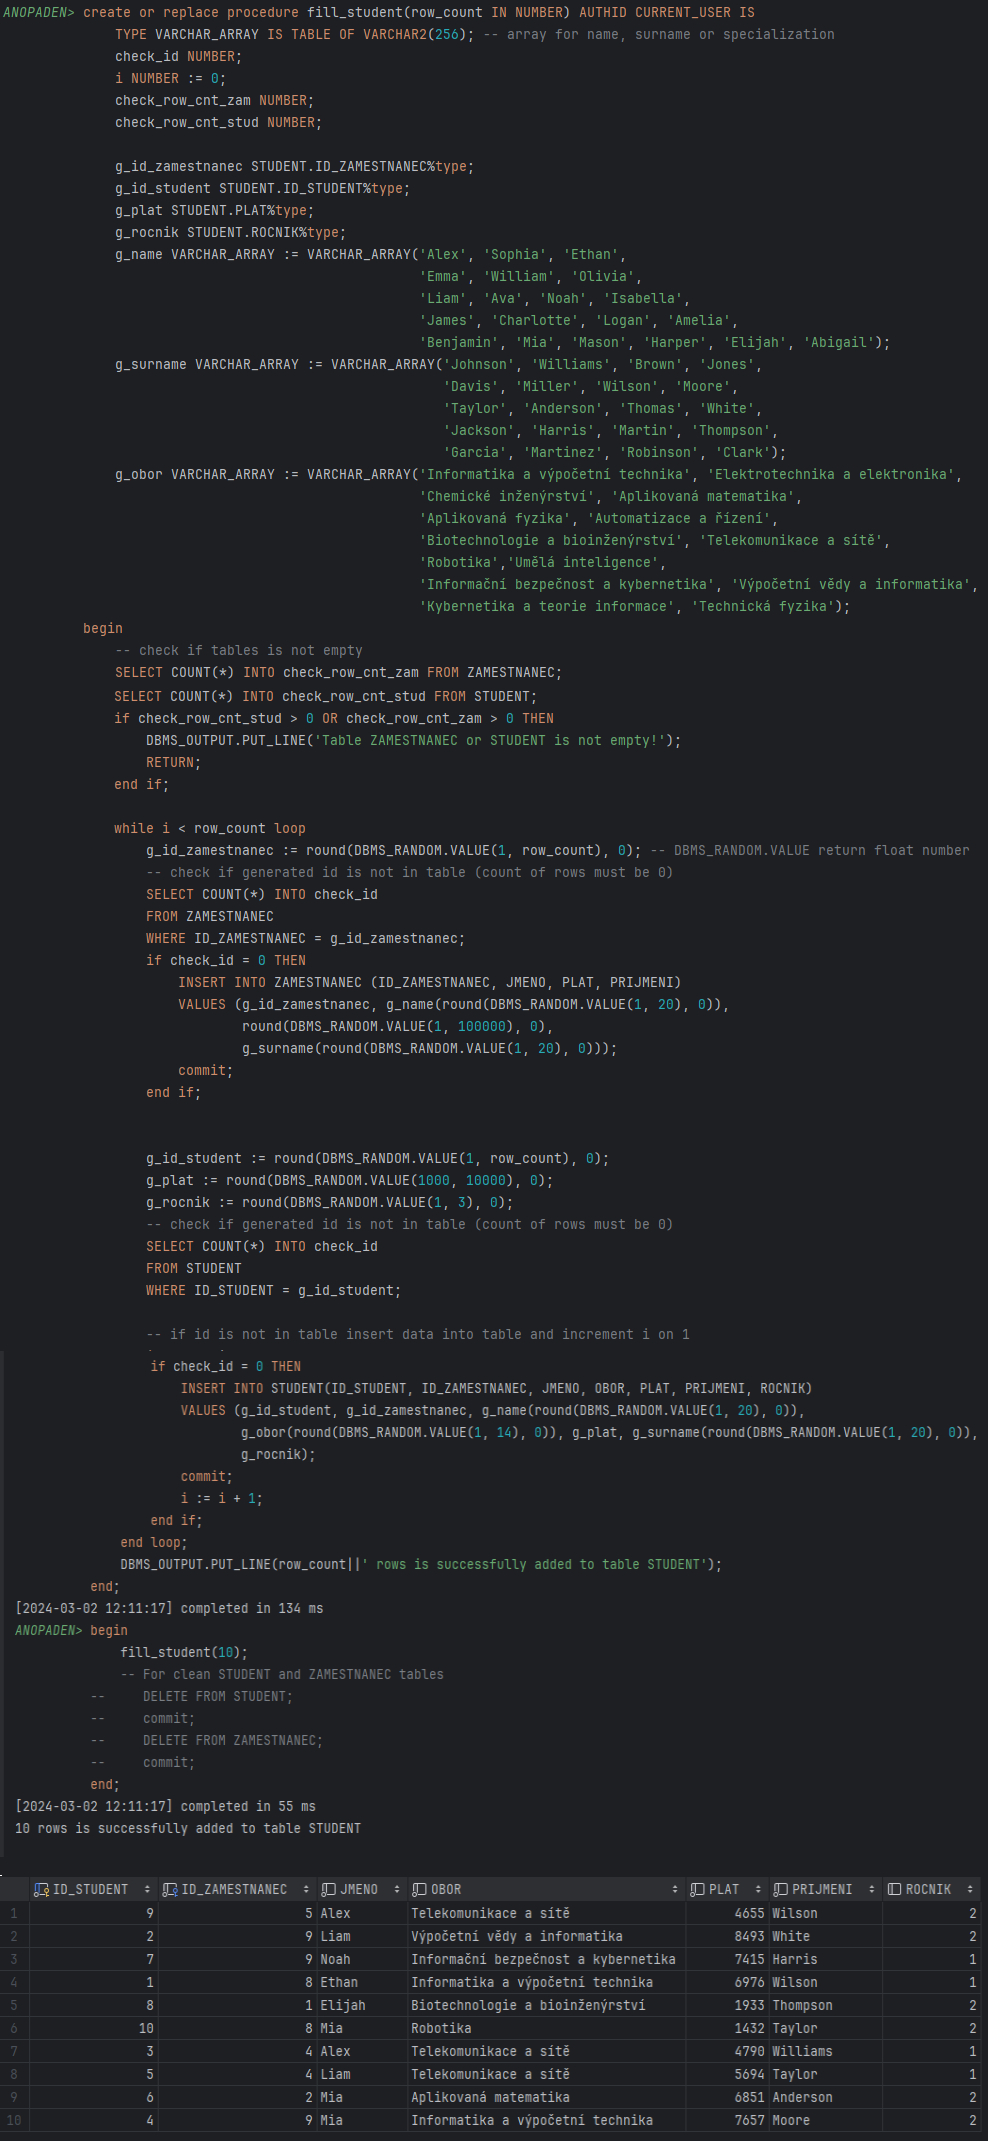 ANOPADEN> create or replace procedure fill_student(row_count IN NUMBER) AUTHID CURRENT_USER IS
TYPE VARCHAR_ARRAY IS TABLE OF VARCHAR2(256); -- array for name, surname or specialization
check_id NUMBER;
i NUMBER := 0;
check_row_cnt_zam NUMBER;
check_row_cnt_stud NUMBER;
g_id_zamestnanec STUDENT.ID_ZAMESTNANEC%type;
g_id_student STUDENT.ID_STUDENT%type;
g_plat STUDENT.PLAT%type;
g_rocnik STUDENT.ROCNIK%type;
g_name VARCHAR_ARRAY := VARCHAR_ARRAY('Alex', 'Sophia', 'Ethan',
'Emma', 'William', 'Olivia',
'Liam', 'Ava', 'Noah', 'Isabella',
'James', 'Charlotte', 'Logan', 'Amelia',
'Benjamin', 'Mia', 'Mason', 'Harper', 'Elijah', 'Abigail');
g_surname VARCHAR_ARRAY := VARCHAR_ARRAY('Johnson', 'Williams', 'Brown', 'Jones',
'Davis', 'Miller', 'Wilson', 'Moore',
'Taylor', 'Anderson', 'Thomas', 'White',
'Jackson', 'Harris', 'Martin', 'Thompson',
'Garcia', 'Martinez', 'Robinson', 'Clark');
g_obor VARCHAR_ARRAY := VARCHAR_ARRAY('Informatika a výpočetní technika', 'Elektrotechnika a elektronika',
'Chemické inženýrství', 'Aplikovaná matematika',
'Aplikovaná fyzika', 'Automatizace a řízení',
'Biotechnologie a bioinženýrství', 'Telekomunikace a sítě',
'Robotika','Umělá inteligence',
'Informační bezpečnost a kybernetika', 'Výpočetní vědy a informatika',
'Kybernetika a teorie informace', 'Technická fyzika');
begin
-- check if tables is not empty
SELECT COUNT(*) INTO check_row_cnt_zam FROM ZAMESTNANEC;
SELECT COUNT(*) INTO check_row_cnt_stud FROM STUDENT;
if check_row_cnt_stud > 0 OR check_row_cnt_zam > 0 THEN
DBMS_OUTPUT.PUT_LINE('Table ZAMESTNANEC or STUDENT is not empty!');
RETURN;
end if;
while i < row_count loop
g_id_zamestnanec := round(DBMS_RANDOM.VALUE(1, row_count), 0); -- DBMS_RANDOM.VALUE return float number
-- check if generated id is not in table (count of rows must be 0)
SELECT COUNT(*) INTO check_id
FROM ZAMESTNANEC
WHERE ID_ZAMESTNANEC = g_id_zamestnanec;
if check_id = 0 THEN
INSERT INTO ZAMESTNANEC (ID_ZAMESTNANEC, JMENO, PLAT, PRIJMENI)
VALUES (g_id_zamestnanec, g_name(round(DBMS_RANDOM.VALUE(1, 20), 0)),
round(DBMS_RANDOM.VALUE(1, 100000), 0),
g_surname(round(DBMS_RANDOM.VALUE(1, 20), 0)));
commit;
end if;
g_id_student := round(DBMS_RANDOM.VALUE(1, row_count), 0);
g_plat := round(DBMS_RANDOM.VALUE(1000, 10000), 0);
g_rocnik := round(DBMS_RANDOM.VALUE(1, 3), 0);
-- check if generated id is not in table (count of rows must be 0)
SELECT COUNT(*) INTO check_id
FROM STUDENT
WHERE ID_STUDENT = g_id_student;
-- if id is not in table insert data into table and increment i on 1
if check_id = 0 THEN
INSERT INTO STUDENT(ID_STUDENT, ID_ZAMESTNANEC, JMENO, OBOR, PLAT, PRIJMENI, ROCNIK)
VALUES (g_id_student, g_id_zamestnanec, g_name(round(DBMS_RANDOM.VALUE(1, 20), 0)),
g_obor(round(DBMS_RANDOM.VALUE(1, 14), 0)), g_plat, g_surname(round(DBMS_RANDOM.VALUE(1, 20), 0)),
g_rocnik);
commit;
i := i + 1;
end if;
end loop;
DBMS_OUTPUT.PUT_LINE(row_count||' rows is successfully added to table STUDENT');
end;
[2024-03-02 12:11:17] completed in 134 ms
ANOPADEN> begin
fill_student(10);
-- For clean STUDENT and ZAMESTNANEC tables
-- DELETE FROM STUDENT;
-- commit;
-- DELETE FROM ZAMESTNANEC;
-- commit;
end;
[2024-03-02 12:11:17] completed in 55 ms
10 rows is successfully added to table STUDENT
ID_STUDENT ID_ZAMESTNANEC JMENO OBOR PLAT PRIJMENI ROCNIK
1 9 5 Alex Telekomunikace a sítě 4655 Wilson 2
2 2 9 Liam Výpočetní vědy a informatika 8493 White 2
3 7 9 Noah Informační bezpečnost a kybernetika 7415 Harris 1
4 1 8 Ethan Informatika a výpočetní technika 6976 Wilson 1
5 8 1 Elijah Biotechnologie a bioinženýrství 1933 Thompson 2
6 10 8 Mia Robotika 1432 Taylor 2
7 3 4 Alex Telekomunikace a sítě 4790 Williams 1
8 5 4 Liam Telekomunikace a sítě 5694 Taylor 1
9 6 2 Mia Aplikovaná matematika 6851 Anderson 2
10 4 9 Mia Informatika a výpočetní technika 7657 Moore 2